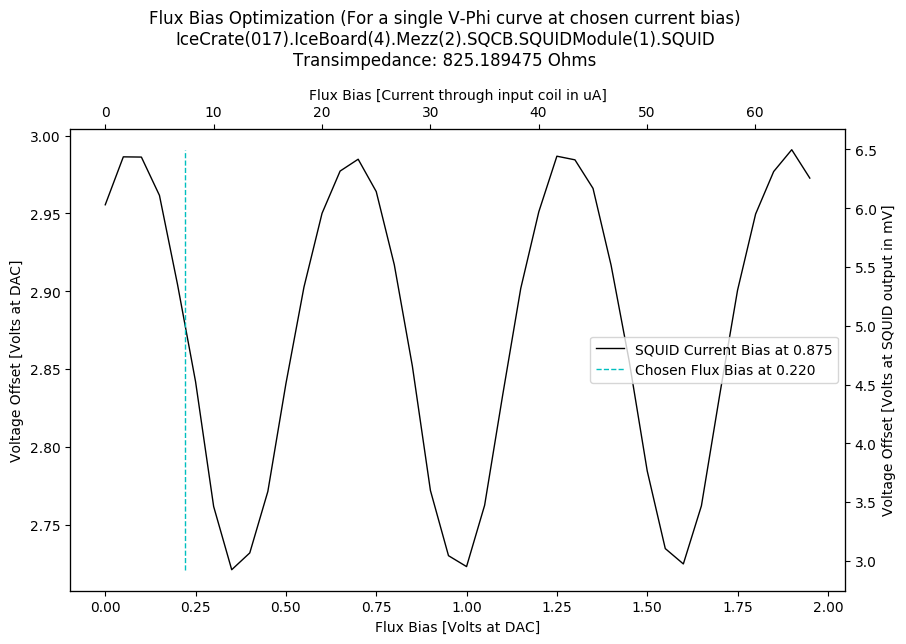 Flux Bias Optimization (For a single V-Phi curve at chosen current bias)
IceCrate(017).IceBoard(4).Mezz(2).SQCB.SQUIDModule(1).SQUID
Transimpedance: 825.189475 Ohms
Flux Bias [Current through input coil in uA]
0 10 20 30 40 50 60
Voltage Offset [Volts at DAC]
3.00
2.95
2.90
2.85
2.80
2.75
SQUID Current Bias at 0.875
Chosen Flux Bias at 0.220
6.5
6.0
5.5
5.0
4.5
4.0
3.5
3.0
Voltage Offset [Volts at SQUID output in mV]
0.00 0.25 0.50 0.75 1.00 1.25 1.50 1.75 2.00
Flux Bias [Volts at DAC]